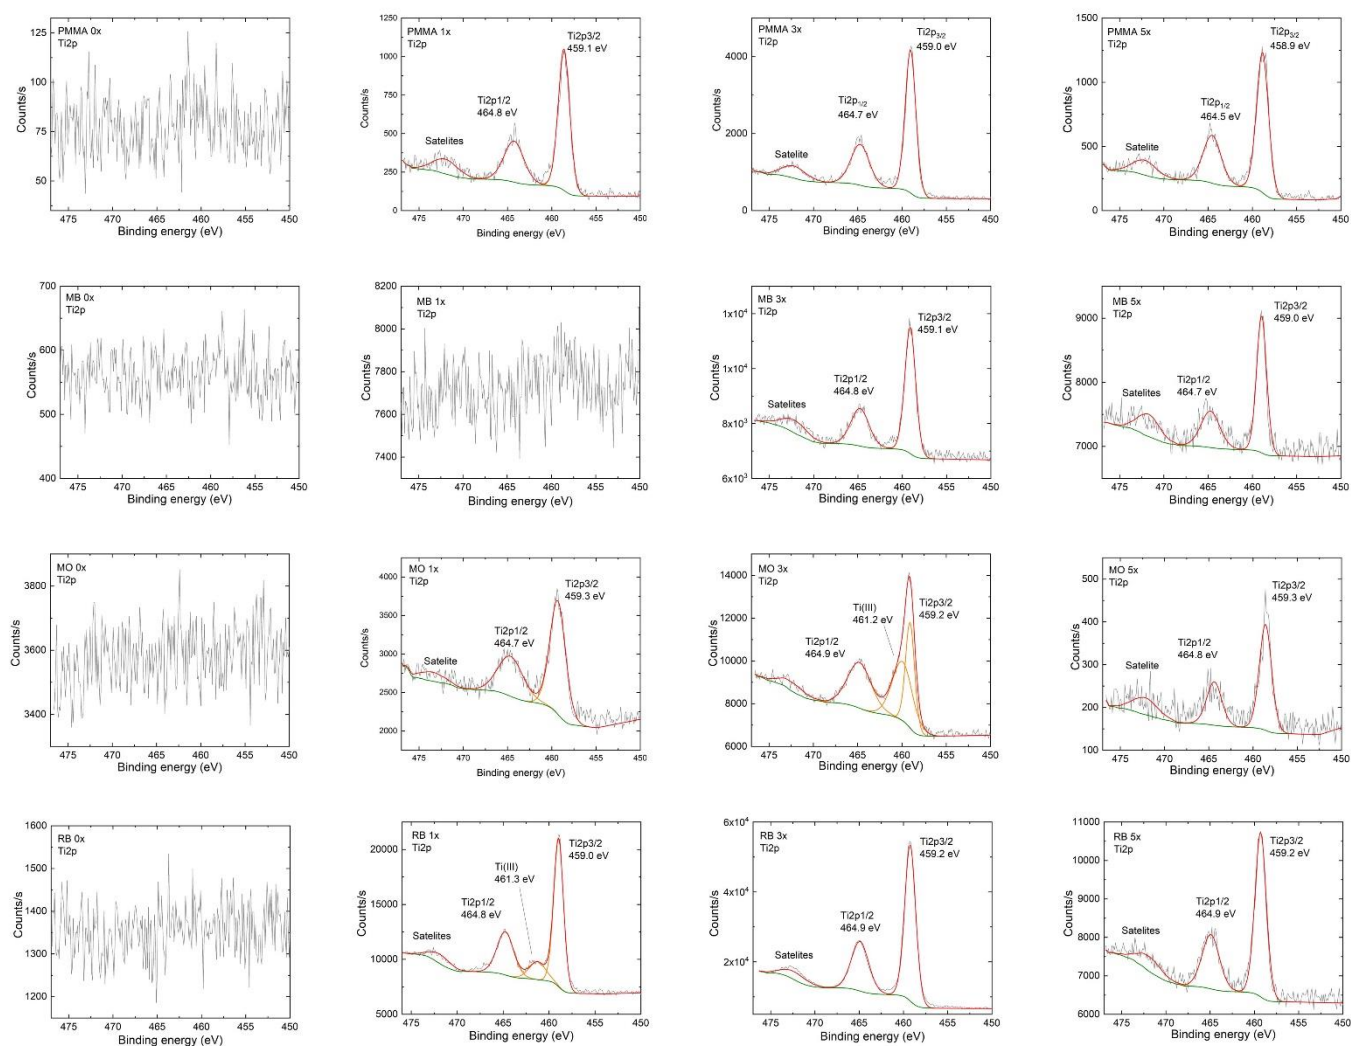 PMMA 0x
Ti2p
125
100
75
50
Counts/s
475 470 465 460 455 450
Binding energy (eV)
PMMA 1x
Ti2p
Ti2p3/2
459.1 eV
Ti2p1/2
464.8 eV
Satelites
1250
1000
750
500
250
0
Counts/s
475 470 465 460 455 450
Binding energy (eV)
PMMA 3x
Ti2p
Ti2p3/2
459.0 eV
Ti2p1/2
464.7 eV
Satelite
4000
2000
0
Counts/s
475 470 465 460 455 450
Binding energy (eV)
PMMA 5x
Ti2p
Ti2p3/2
458.9 eV
Ti2p1/2
464.5 eV
Satelite
1500
1250
1000
750
500
250
0
Counts/s
475 470 465 460 455 450
Binding energy (eV)
MB 0x
Ti2p
700
600
500
400
Counts/s
475 470 465 460 455 450
Binding energy (eV)
MB 1x
Ti2p
8200
8000
7800
7600
7400
Counts/s
475 470 465 460 455 450
Binding energy (eV)
MB 3x
Ti2p
Ti2p3/2
459.1 eV
Ti2p1/2
464.8 eV
Satelites
1x10⁴
1x10⁴
8x10³
6x10³
Counts/s
475 470 465 460 455 450
Binding energy (eV)
MB 5x
Ti2p
Ti2p3/2
459.0 eV
Ti2p1/2
464.7 eV
Satelites
9000
8000
7000
Counts/s
475 470 465 460 455 450
Binding energy (eV)
MO 0x
Ti2p
3800
3600
3400
Counts/s
475 470 465 460 455 450
Binding energy (eV)
MO 1x
Ti2p
Ti2p3/2
459.3 eV
Ti2p1/2
464.7 eV
Satelite
4000
3500
3000
2500
2000
Counts/s
475 470 465 460 455 450
Binding energy (eV)
MO 3x
Ti2p
Ti(III)
461.2 eV
Ti2p3/2
459.2 eV
Ti2p1/2
464.9 eV
Satelite
14000
12000
10000
8000
6000
Counts/s
475 470 465 460 455 450
Binding energy (eV)
MO 5x
Ti2p
Ti2p3/2
459.3 eV
Ti2p1/2
464.8 eV
Satelite
500
400
300
200
100
Counts/s
475 470 465 460 455 450
Binding energy (eV)
RB 0x
Ti2p
1600
1500
1400
1300
1200
Counts/s
475 470 465 460 455 450
Binding energy (eV)
RB 1x
Ti2p
Ti2p3/2
459.0 eV
Ti(III)
461.3 eV
Ti2p1/2
464.8 eV
Satelites
20000
15000
10000
5000
Counts/s
475 470 465 460 455 450
Binding energy (eV)
RB 3x
Ti2p
Ti2p3/2
459.2 eV
Ti2p1/2
464.9 eV
Satelites
6x10⁴
4x10⁴
2x10⁴
Counts/s
475 470 465 460 455 450
Binding energy (eV)
RB 5x
Ti2p
Ti2p3/2
459.2 eV
Ti2p1/2
464.9 eV
Satelites
11000
10000
9000
8000
7000
6000
Counts/s
475 470 465 460 455 450
Binding energy (eV)